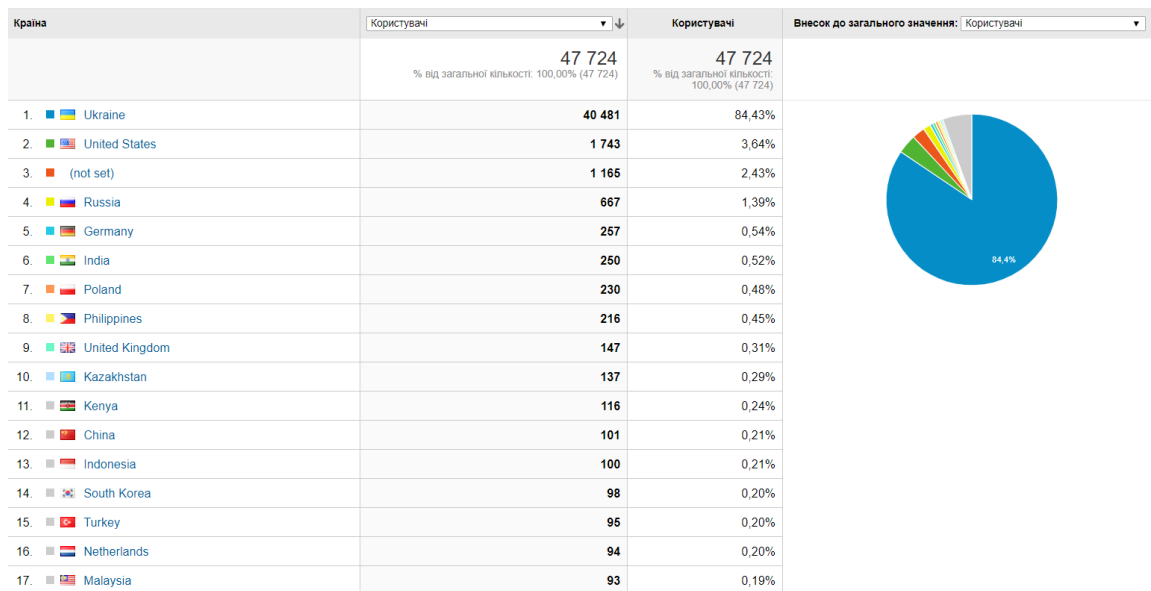 Країна Користувачі Користувачі Внесок до загального значення: Користувачі
47 724 47 724
% від загальної кількості: 100,00% (47 724) % від загальної кількості:
100,00% (47 724)
1. Ukraine 40 481 84,43%
2. United States 1 743 3,64%
3. (not set) 1 165 2,43%
4. Russia 667 1,39%
5. Germany 257 0,54%
6. India 250 0,52%
7. Poland 230 0,48%
8. Philippines 216 0,45%
9. United Kingdom 147 0,31%
10. Kazakhstan 137 0,29%
11. Kenya 116 0,24%
12. China 101 0,21%
13. Indonesia 100 0,21%
14. South Korea 98 0,20%
15. Turkey 95 0,20%
16. Netherlands 94 0,20%
17. Malaysia 93 0,19%
84,4%